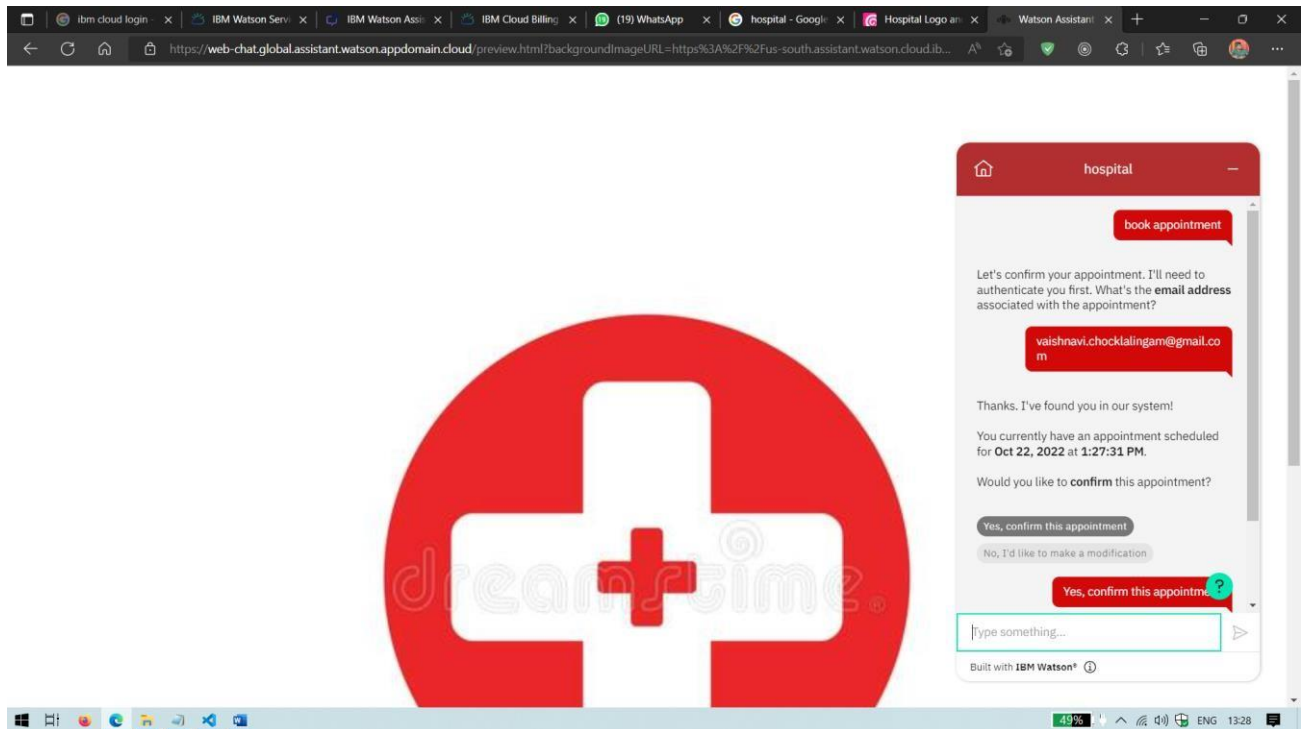 ibm cloud login -
IBM Watson Servi
IBM Watson Assis
IBM Cloud Billing
(19) WhatsApp
hospital - Google
Hospital Logo an
Watson Assistant
https://web-chat.global.assistant.watson.appdomain.cloud/preview.html?backgroundImageURL=https%3A%2F%2Fus-south.assistant.watson.cloud.ib...
hospital
book appointment
Let's confirm your appointment. I'll need to
authenticate you first. What's the email address
associated with the appointment?
vaishnavi.chocklalingam@gmail.co
m
Thanks. I've found you in our system!
You currently have an appointment scheduled
for Oct 22, 2022 at 1:27:31 PM.
Would you like to confirm this appointment?
Yes, confirm this appointment
No, I'd like to make a modification
Yes, confirm this appointme
?
dreamstime.
Type something...
Built with IBM Watson®
49%
ENG
13:28